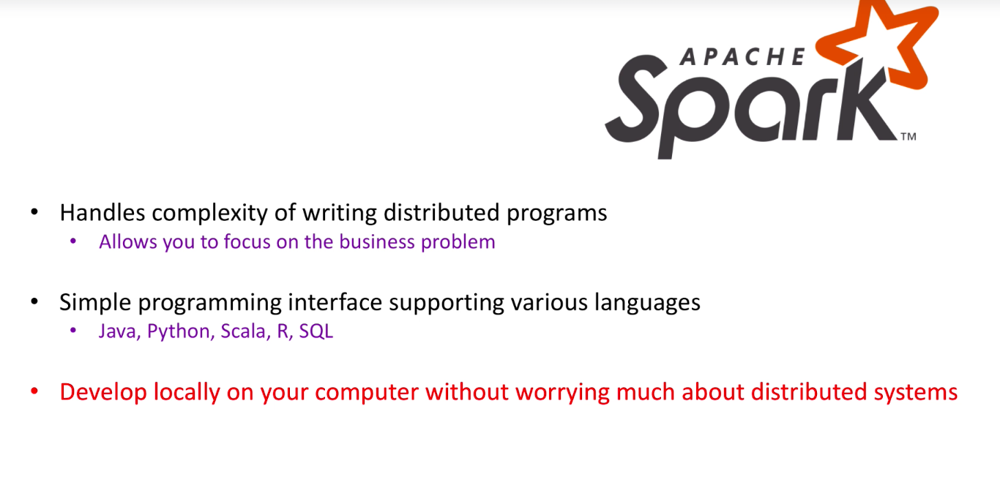 APACHE
Spark™
• Handles complexity of writing distributed programs
• Allows you to focus on the business problem
• Simple programming interface supporting various languages
• Java, Python, Scala, R, SQL
• Develop locally on your computer without worrying much about distributed systems